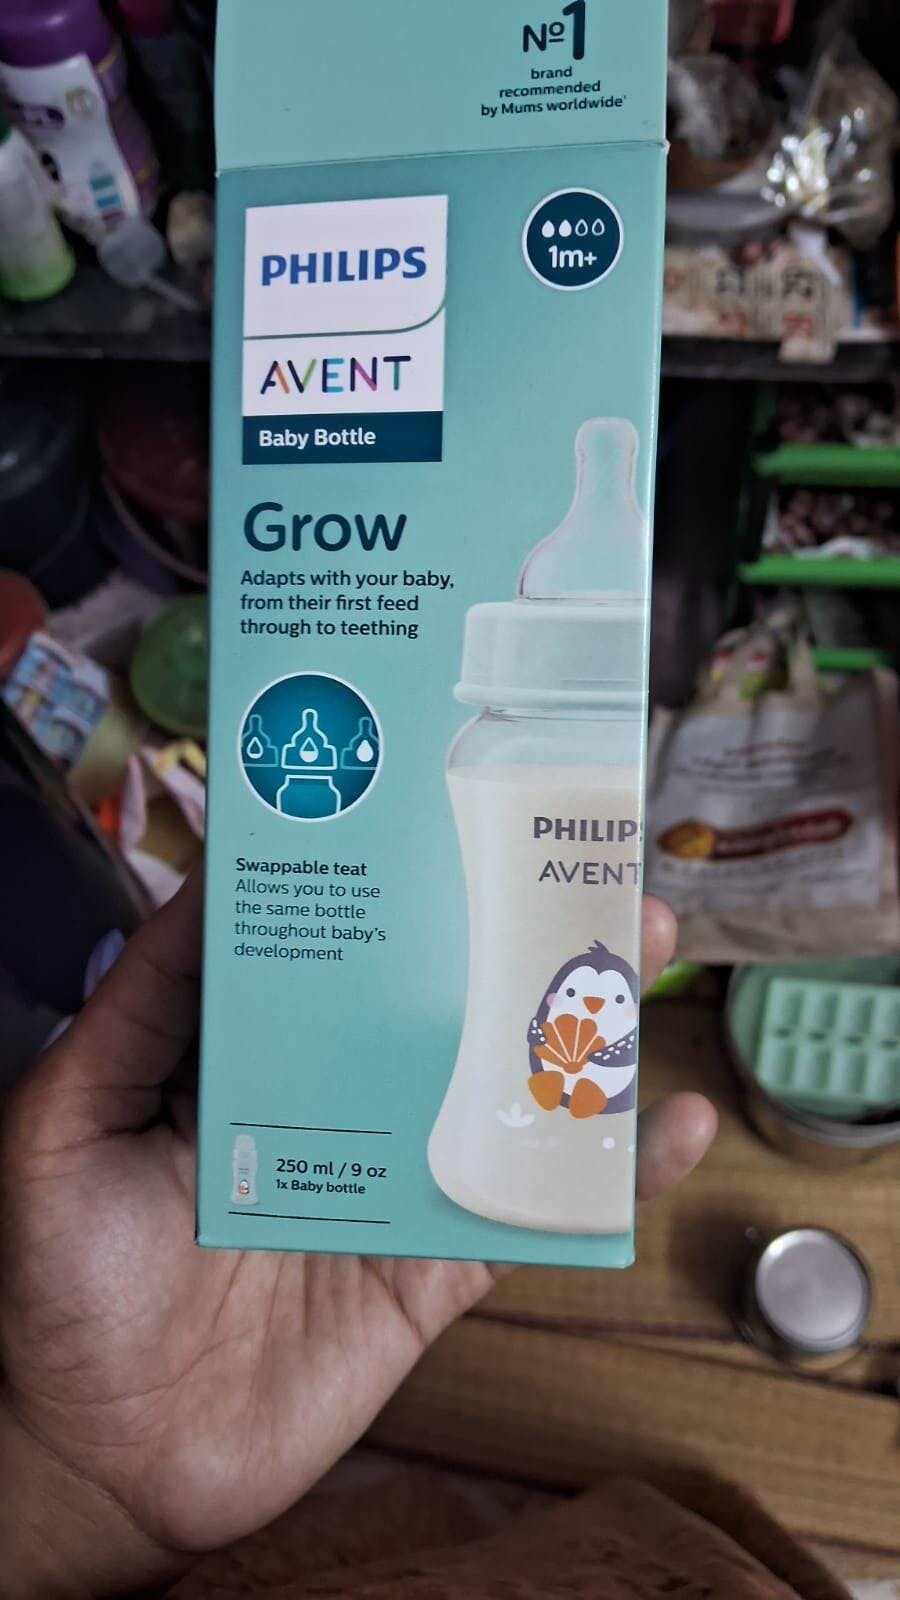 Nº1
brand
recommended
by Mums worldwide*
PHILIPS
AVENT
Baby Bottle
1m+
Grow
Adapts with your baby,
from their first feed
through to teething
Swappable teat
Allows you to use
the same bottle
throughout baby's
development
PHILIP
AVENT
250 ml / 9 oz
1x Baby bottle